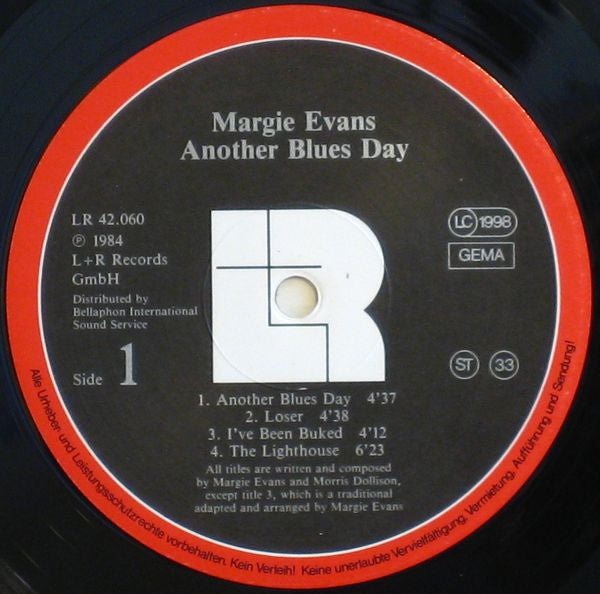 Margie Evans
Another Blues Day
LR 42.060
℗ 1984
L+R Records
GmbH
Distributed by
Bellaphon International
Sound Service
LC 1998
GEMA
LR
Side 1
ST 33
1. Another Blues Day 4'37
2. Loser 4'38
3. I've Been Buked 4'12
4. The Lighthouse 6'23
All titles are written and composed
by Margie Evans and Morris Dollison,
except title 3, which is a traditional
adapted and arranged by Margie Evans
Alle Urheber- und Leistungsschutzrechte vorbehalten. Kein Verleih! Keine unerlaubte Vervielfältigung, Vermietung, Aufführung und Sendung!